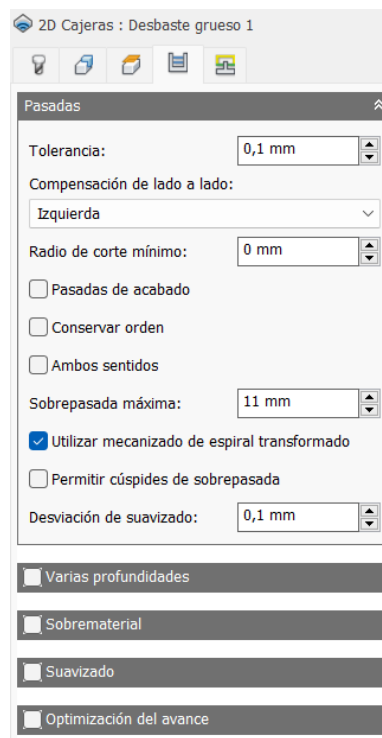 2D Cajeras : Desbaste grueso 1
Pasadas
Tolerancia: 0,1 mm
Compensación de lado a lado:
Izquierda
Radio de corte mínimo: 0 mm
Pasadas de acabado
Conservar orden
Ambos sentidos
Sobrepasada máxima: 11 mm
Utilizar mecanizado de espiral transformado
Permitir cúspides de sobrepasada
Desviación de suavizado: 0,1 mm
Varias profundidades
Sobrematerial
Suavizado
Optimización del avance